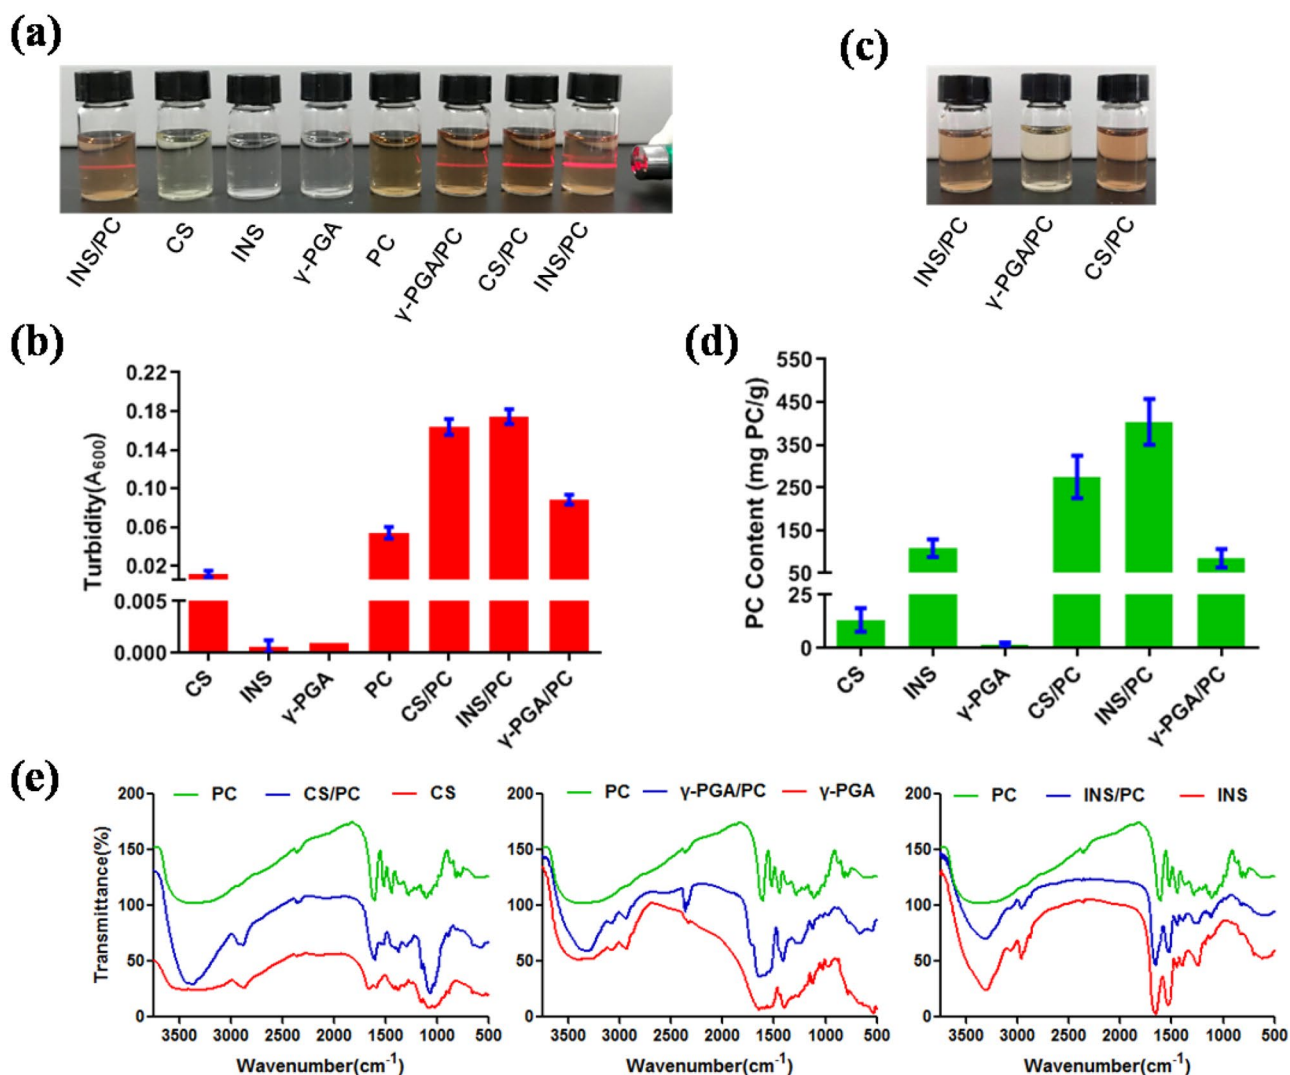 (a)
INS/PC CS INS γ-PGA PC γ-PGA/PC CS/PC INS/PC
(c)
INS/PC γ-PGA/PC CS/PC
(b)
Turbidity(A600)
0.22
0.18
0.14
0.10
0.06
0.02
0.005
0.000
CS INS γ-PGA PC CS/PC INS/PC γ-PGA/PC
(d)
PC Content (mg PC/g)
550
450
350
250
150
50
25
0
CS INS γ-PGA CS/PC INS/PC γ-PGA/PC
(e)
Transmittance(%)
PC CS/PC CS
200
150
100
50
0
3500 3000 2500 2000 1500 1000 500
Wavenumber(cm-1)
PC γ-PGA/PC γ-PGA
200
150
100
50
0
3500 3000 2500 2000 1500 1000 500
Wavenumber(cm-1)
PC INS/PC INS
200
150
100
50
0
3500 3000 2500 2000 1500 1000 500
Wavenumber(cm-1)